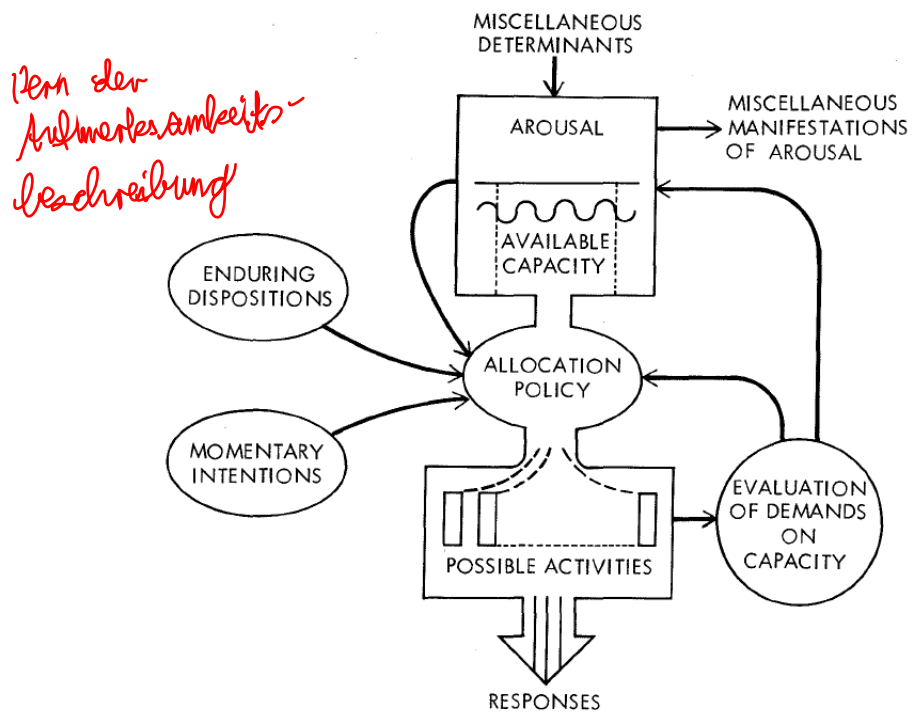 MISCELLANEOUS
DETERMINANTS
der
Aufmerksamkeits-
beschreibung
AROUSAL
MISCELLANEOUS
MANIFESTATIONS
OF AROUSAL
AVAILABLE
CAPACITY
ENDURING
DISPOSITIONS
ALLOCATION
POLICY
MOMENTARY
INTENTIONS
EVALUATION
OF DEMANDS
ON
CAPACITY
POSSIBLE ACTIVITIES
RESPONSES